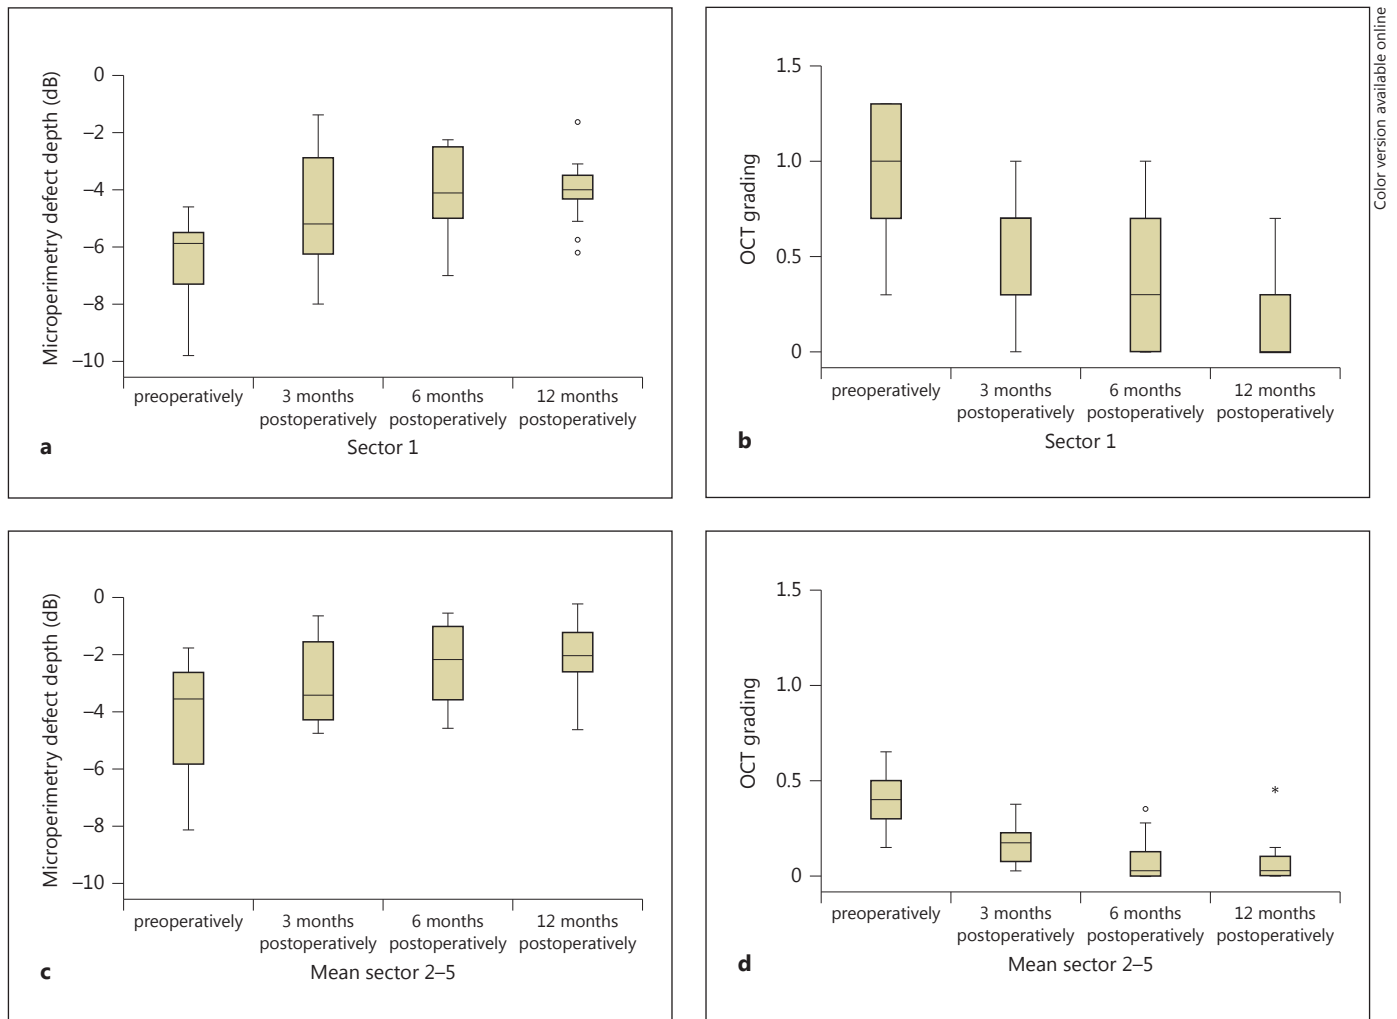 Microperimetry defect depth (dB)
0
–2
–4
–6
–8
–10
preoperatively
3 months
postoperatively
6 months
postoperatively
12 months
postoperatively
a
Sector 1
OCT grading
1.5
1.0
0.5
0
preoperatively
3 months
postoperatively
6 months
postoperatively
12 months
postoperatively
b
Sector 1
Color version available online
Microperimetry defect depth (dB)
0
–2
–4
–6
–8
–10
preoperatively
3 months
postoperatively
6 months
postoperatively
12 months
postoperatively
c
Mean sector 2–5
OCT grading
1.5
1.0
0.5
0
preoperatively
3 months
postoperatively
6 months
postoperatively
12 months
postoperatively
d
Mean sector 2–5